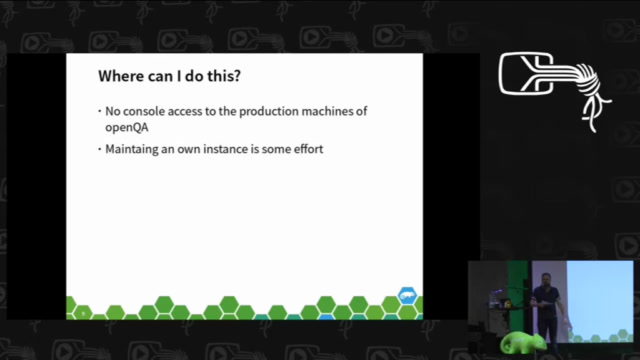 Where can I do this?
· No console access to the production machines of
openQA
· Maintaing an own instance is some effort